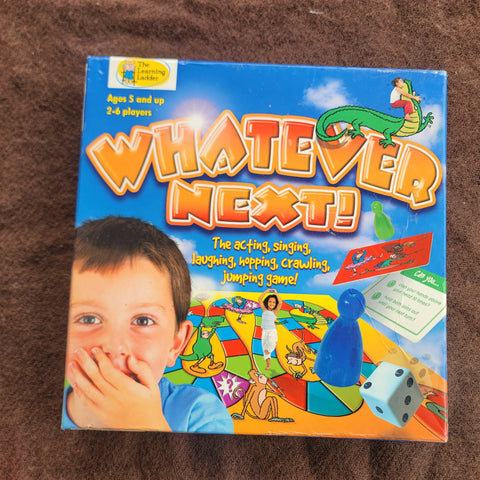 The
Learning
Ladder
Ages 5 and up
2-6 players
WHATEVER
NEXT!
The acting, singing,
laughing, hopping, crawling,
jumping game!
Can you...